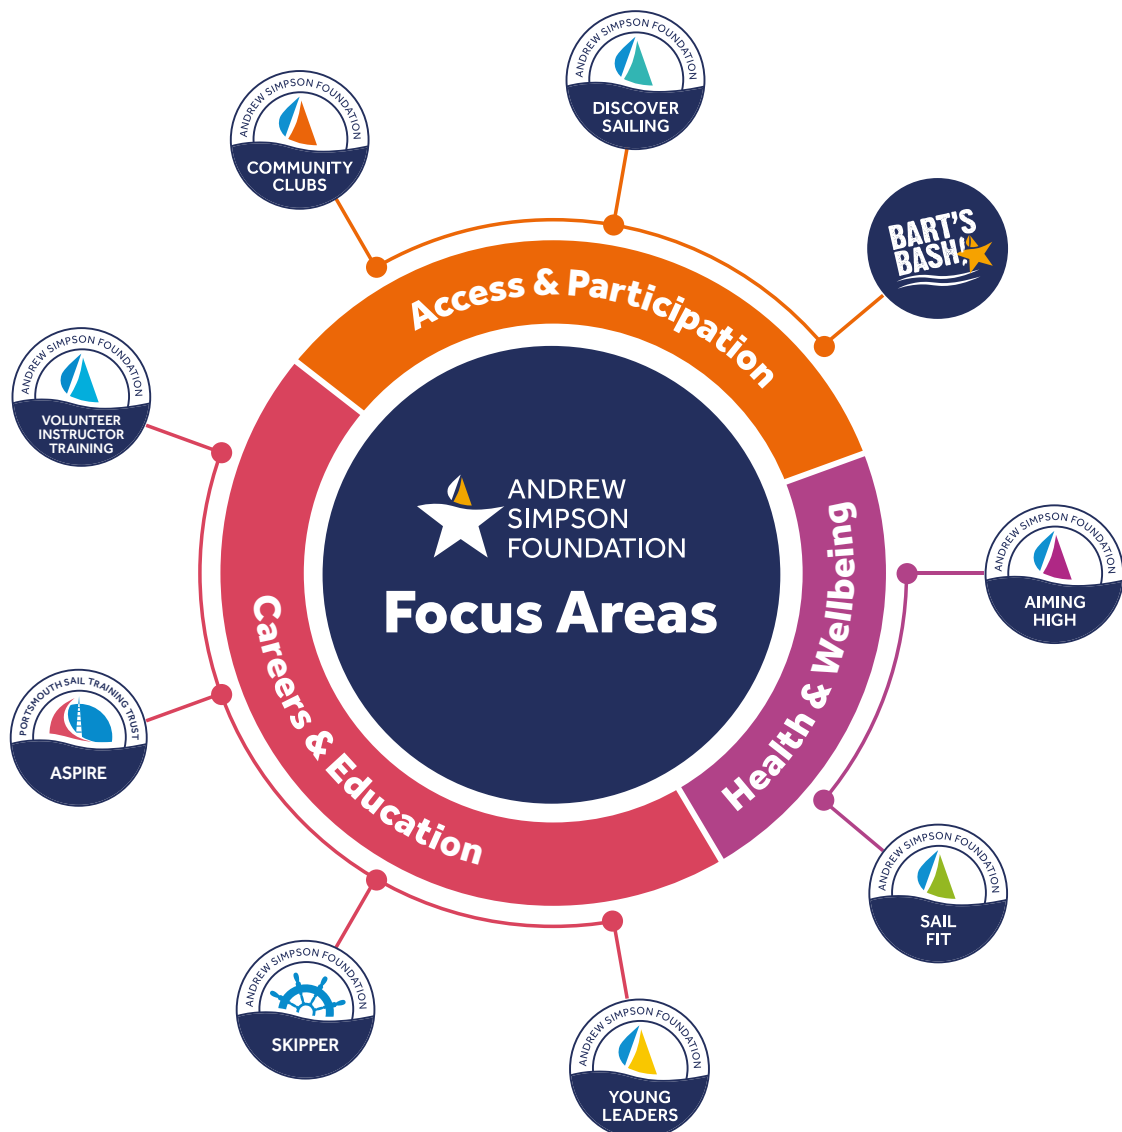 ANDREW SIMPSON FOUNDATION
DISCOVER
SAILING
ANDREW SIMPSON FOUNDATION
COMMUNITY
CLUBS
BART'S
BASH!
Access & Participation
ANDREW SIMPSON FOUNDATION
VOLUNTEER
INSTRUCTOR
TRAINING
ANDREW
SIMPSON
FOUNDATION
Focus Areas
Health & Wellbeing
ANDREW SIMPSON FOUNDATION
AIMING
HIGH
Careers & Education
PORTSMOUTH SAIL TRAINING TRUST
ASPIRE
ANDREW SIMPSON FOUNDATION
SAIL
FIT
ANDREW SIMPSON FOUNDATION
SKIPPER
ANDREW SIMPSON FOUNDATION
YOUNG
LEADERS